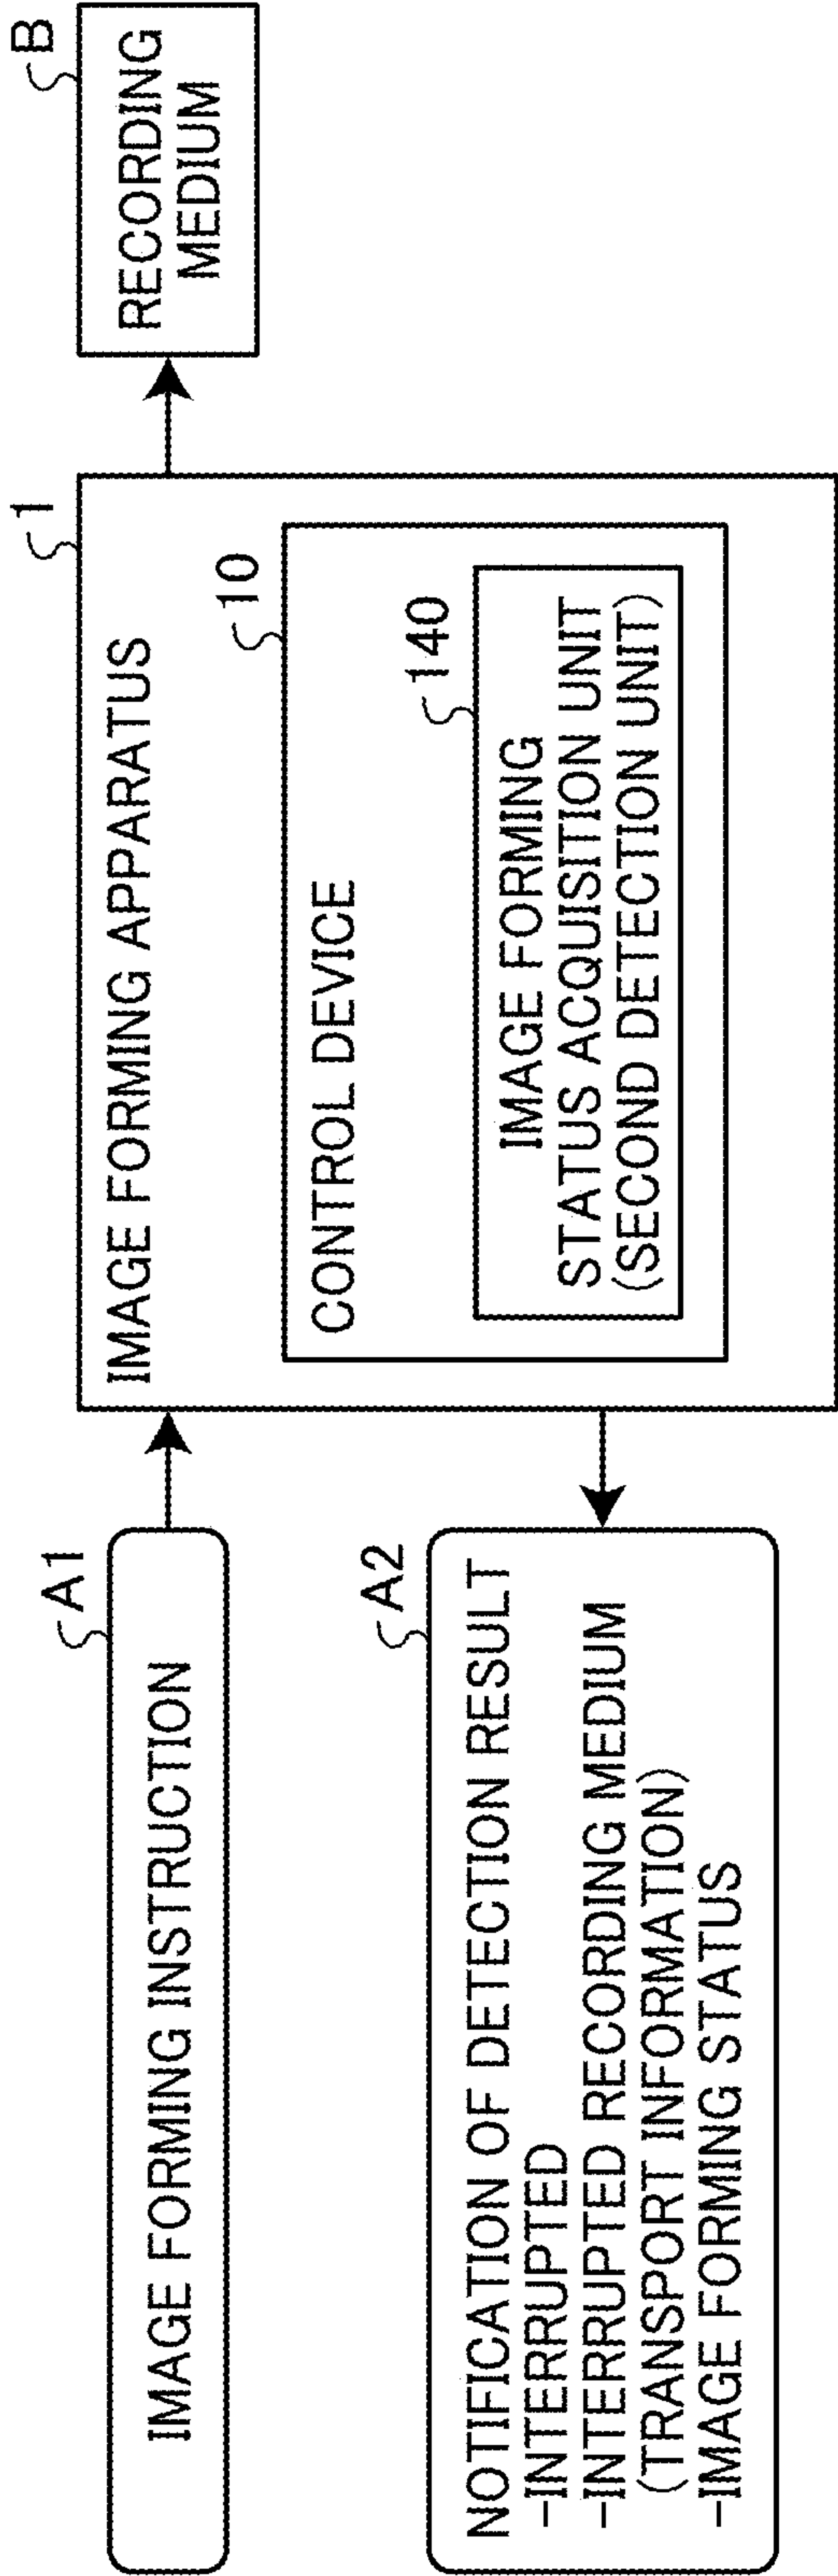 A1
IMAGE FORMING INSTRUCTION
A2
NOTIFICATION OF DETECTION RESULT
-INTERRUPTED
-INTERRUPTED RECORDING MEDIUM
(TRANSPORT INFORMATION)
-IMAGE FORMING STATUS
1
IMAGE FORMING APPARATUS
10
CONTROL DEVICE
140
IMAGE FORMING
STATUS ACQUISITION UNIT
(SECOND DETECTION UNIT)
B
RECORDING
MEDIUM